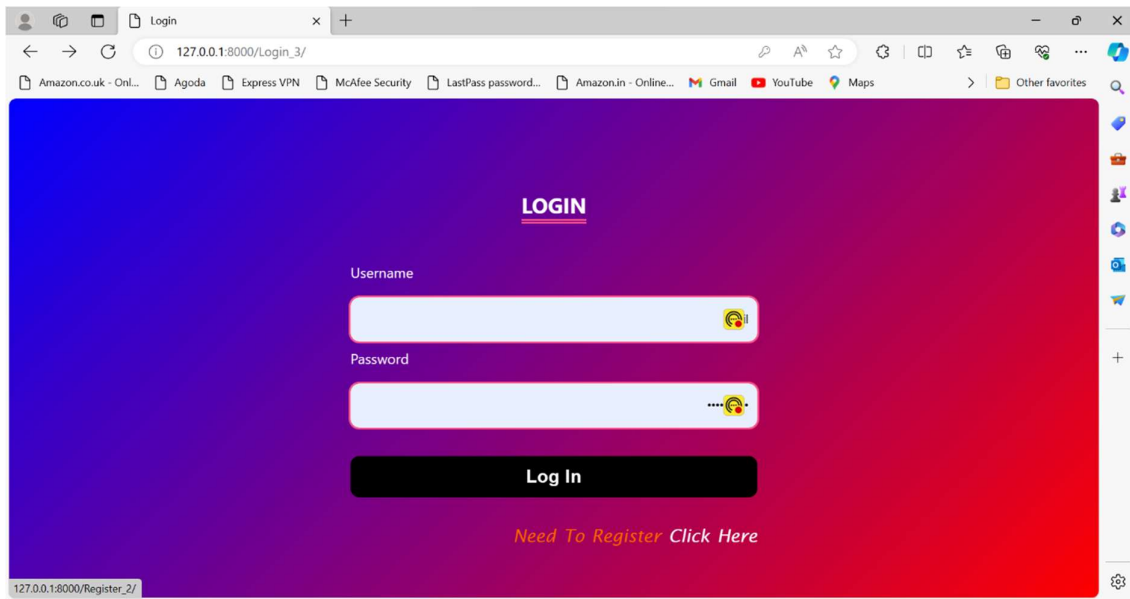 Login
127.0.0.1:8000/Login_3/
Amazon.co.uk - Onl... Agoda Express VPN McAfee Security LastPass password... Amazon.in - Online... Gmail YouTube Maps Other favorites
LOGIN
Username
il
Password
Log In
Need To Register Click Here
127.0.0.1:8000/Register_2/